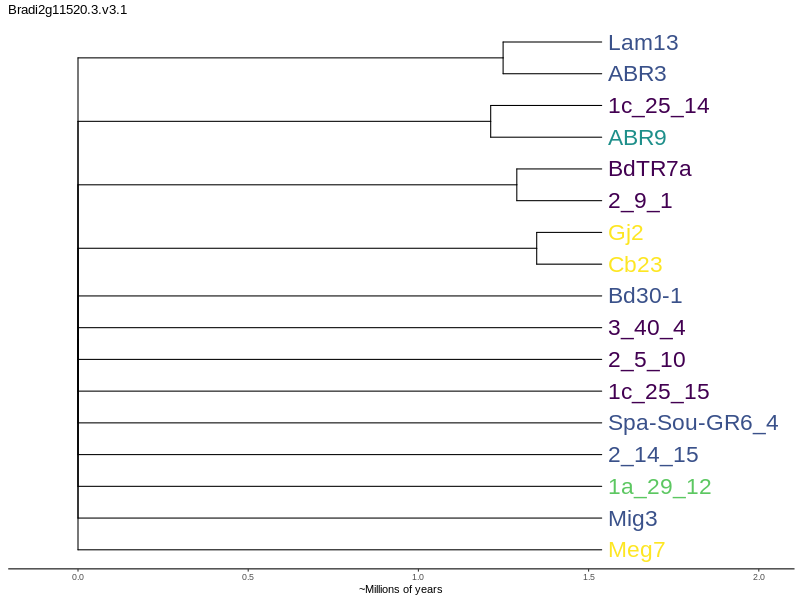 Bradi2g11520.3.v3.1
Lam13
ABR3
1c_25_14
ABR9
BdTR7a
2_9_1
Gj2
Cb23
Bd30-1
3_40_4
2_5_10
1c_25_15
Spa-Sou-GR6_4
2_14_15
1a_29_12
Mig3
Meg7
0.0 0.5 1.0 1.5 2.0
~Millions of years